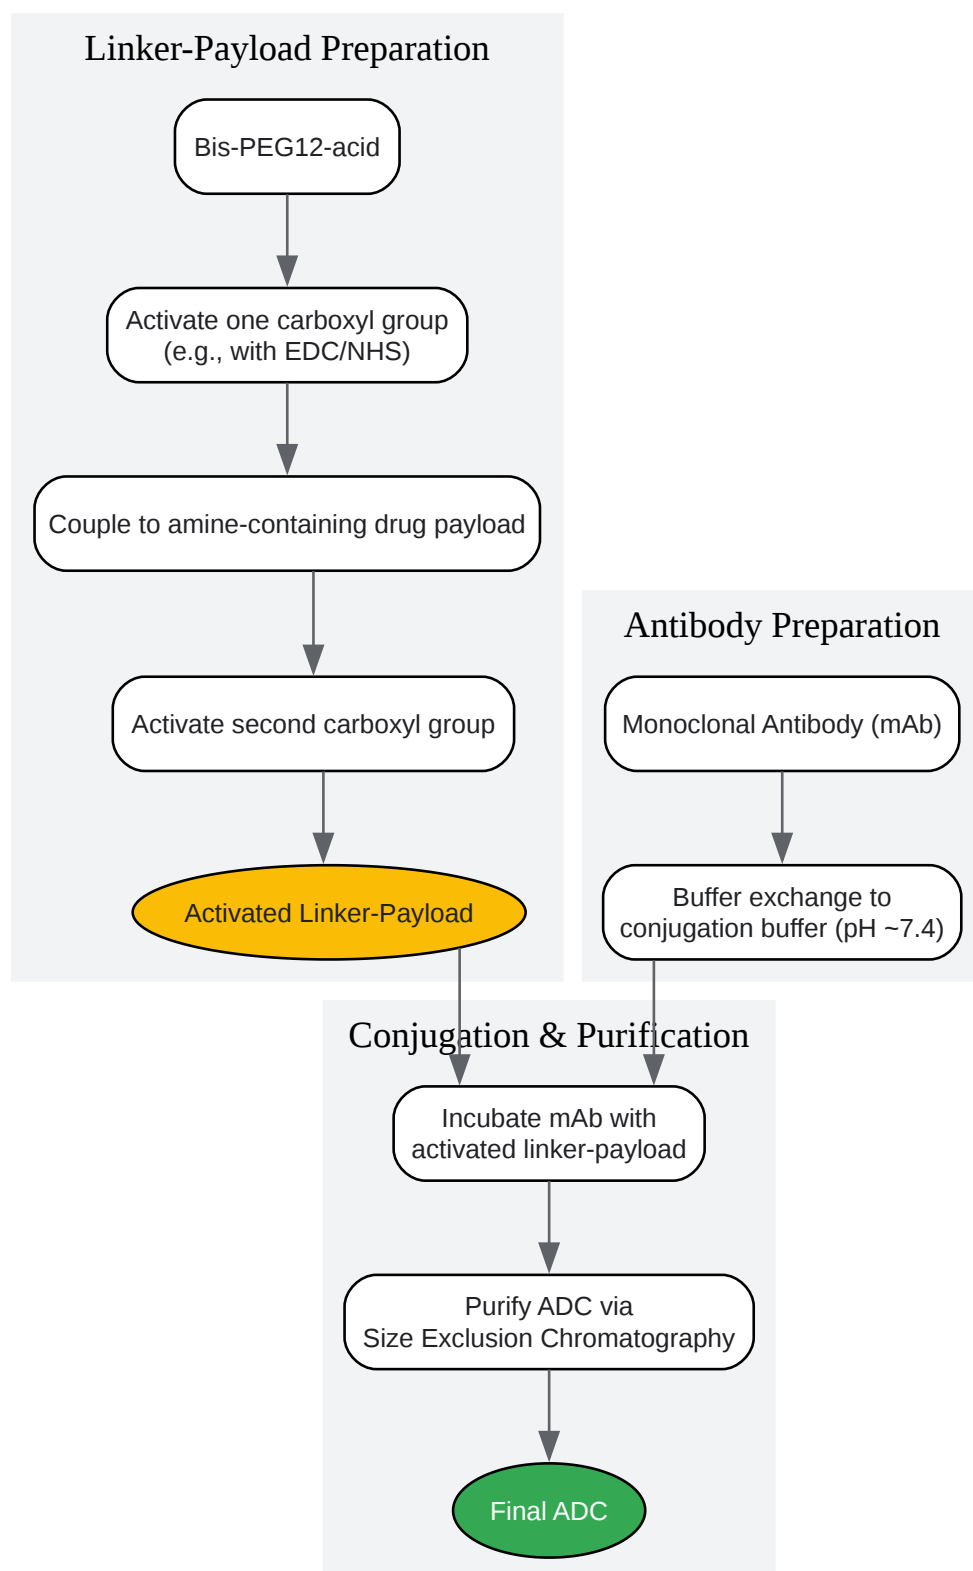 Linker-Payload Preparation
Bis-PEG12-acid
Activate one carboxyl group
(e.g., with EDC/NHS)
Couple to amine-containing drug payload
Activate second carboxyl group
Activated Linker-Payload
Antibody Preparation
Monoclonal Antibody (mAb)
Buffer exchange to
conjugation buffer (pH ~7.4)
Conjugation & Purification
Incubate mAb with
activated linker-payload
Purify ADC via
Size Exclusion Chromatography
Final ADC